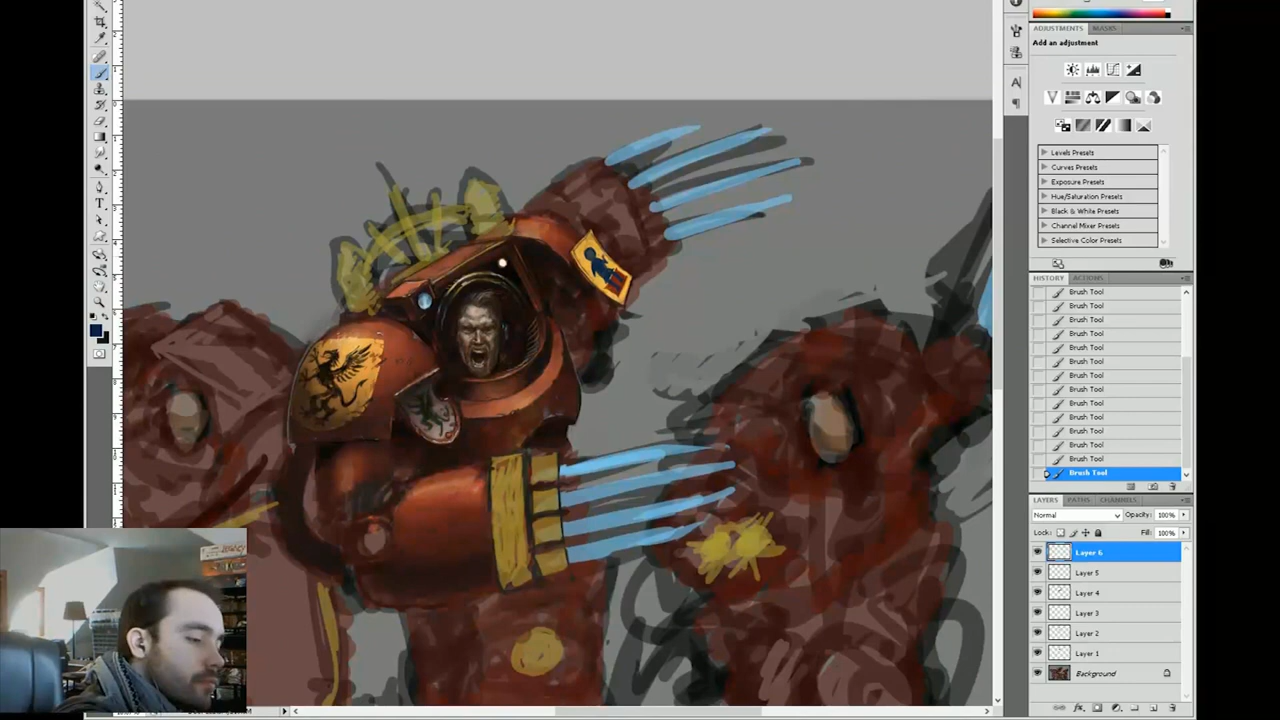 ADJUSTMENTS MASKS
Add an adjustment
Levels Presets
Curves Presets
Exposure Presets
Hue/Saturation Presets
Black & White Presets
Channel Mixer Presets
Selective Color Presets
HISTORY ACTIONS
Brush Tool
Brush Tool
Brush Tool
Brush Tool
Brush Tool
Brush Tool
Brush Tool
Brush Tool
Brush Tool
Brush Tool
Brush Tool
Brush Tool
Brush Tool
Brush Tool
LAYERS PATHS CHANNELS
Normal Opacity: 100%
Lock: Fill: 100%
Layer 6
Layer 5
Layer 4
Layer 3
Layer 2
Layer 1
Background